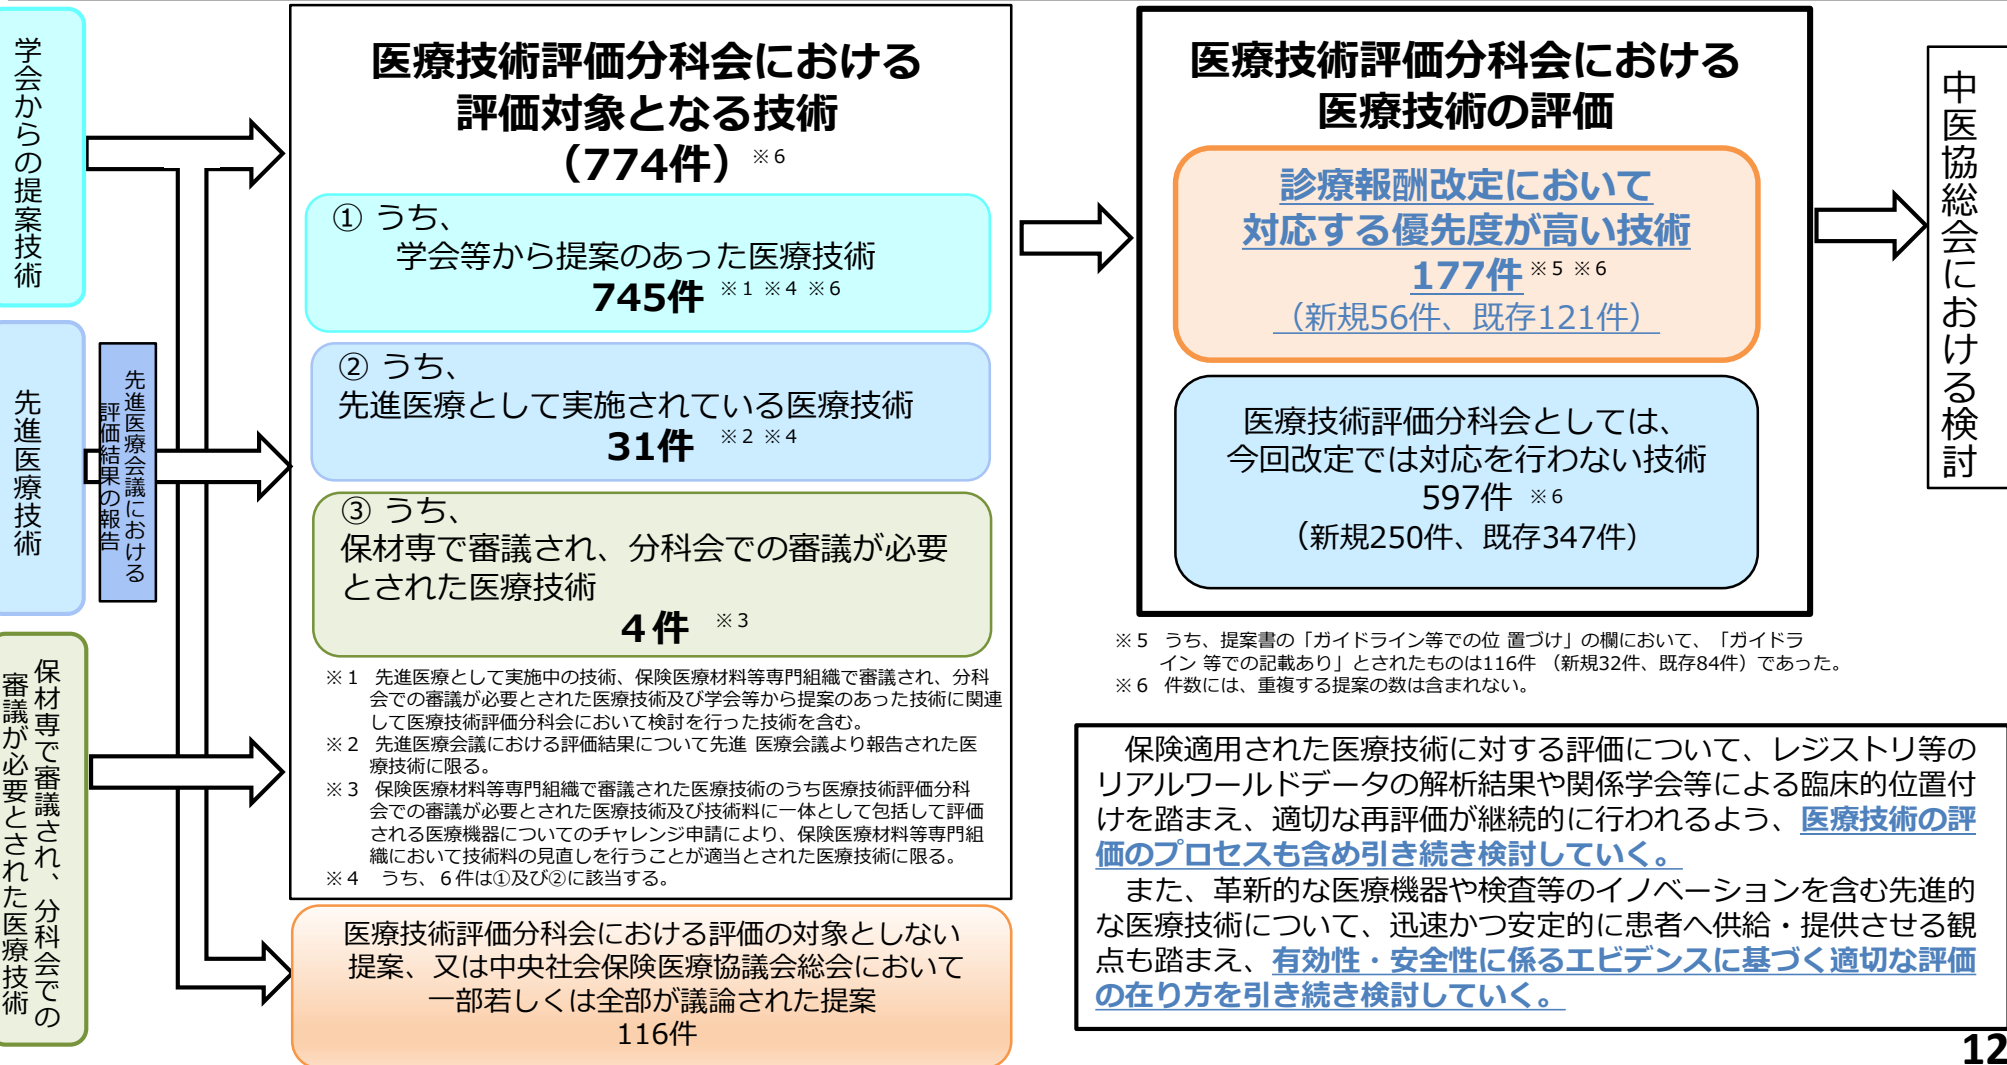 学会からの提案技術
先進医療技術
先進医療会議における
評価結果の報告
保材専で審議され、分科会での
審議が必要とされた医療技術
医療技術評価分科会における
評価対象となる技術
（774件）※６
① うち、
学会等から提案のあった医療技術
745件 ※１ ※４ ※６
② うち、
先進医療として実施されている医療技術
31件 ※２ ※４
③ うち、
保材専で審議され、分科会での審議が必要
とされた医療技術
４件 ※３
※１ 先進医療として実施中の技術、保険医療材料等専門組織で審議され、分科
会での審議が必要とされた医療技術及び学会等から提案のあった技術に関連
して医療技術評価分科会において検討を行った技術を含む。
※２ 先進医療会議における評価結果について先進 医療会議より報告された医
療技術に限る。
※３ 保険医療材料等専門組織で審議された医療技術のうち医療技術評価分科
会での審議が必要とされた医療技術及び技術料に一体として包括して評価
される医療機器についてのチャレンジ申請により、保険医療材料等専門組
織において技術料の見直しを行うことが適当とされた医療技術に限る。
※４ うち、６件は①及び②に該当する。
医療技術評価分科会における評価の対象としない
提案、又は中央社会保険医療協議会総会において
一部若しくは全部が議論された提案
116件
医療技術評価分科会における
医療技術の評価
診療報酬改定において
対応する優先度が高い技術
177件 ※５ ※６
（新規56件、既存121件）
医療技術評価分科会としては、
今回改定では対応を行わない技術
597件 ※６
（新規250件、既存347件）
中医協総会における検討
※５ うち、提案書の「ガイドライン等での位 置づけ」の欄において、「ガイドラ
イン 等での記載あり」とされたものは116件 （新規32件、既存84件）であった。
※６ 件数には、重複する提案の数は含まれない。
保険適用された医療技術に対する評価について、レジストリ等の
リアルワールドデータの解析結果や関係学会等による臨床的位置付
けを踏まえ、適切な再評価が継続的に行われるよう、医療技術の評
価のプロセスも含め引き続き検討していく。
また、革新的な医療機器や検査等のイノベーションを含む先進的
な医療技術について、迅速かつ安定的に患者へ供給・提供させる観
点も踏まえ、有効性・安全性に係るエビデンスに基づく適切な評価
の在り方を引き続き検討していく。
12